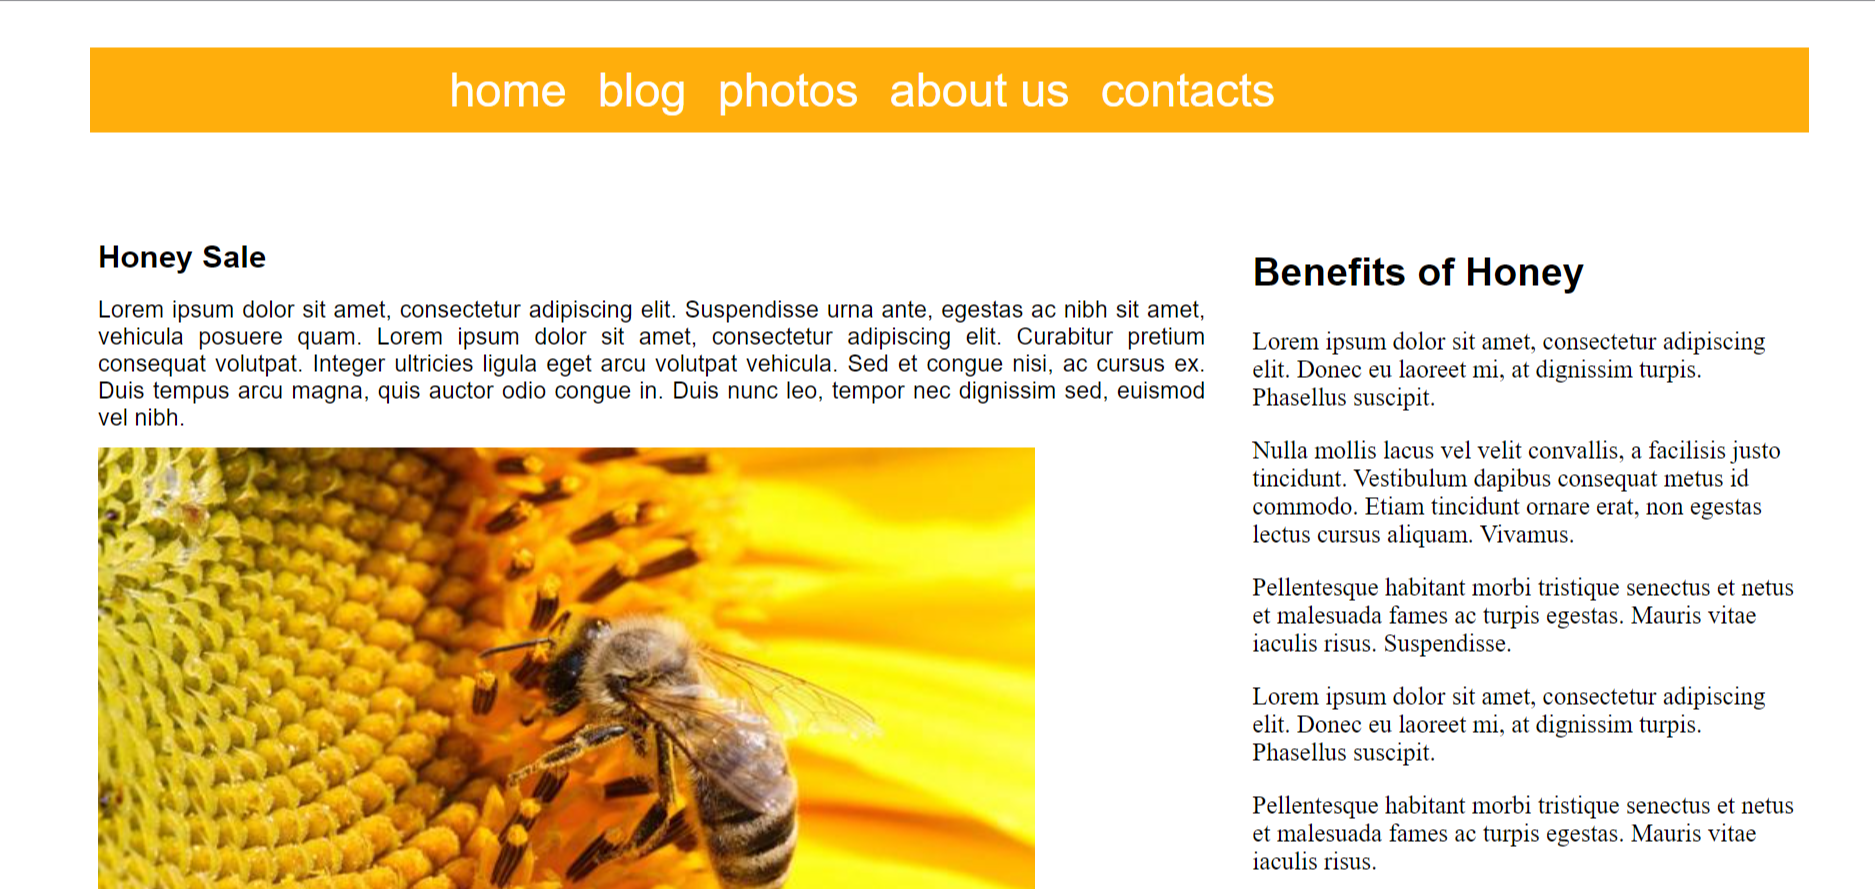 home blog photos about us contacts
Honey Sale
Lorem ipsum dolor sit amet, consectetur adipiscing elit. Suspendisse urna ante, egestas ac nibh sit amet,
vehicula posuere quam. Lorem ipsum dolor sit amet, consectetur adipiscing elit. Curabitur pretium
consequat volutpat. Integer ultricies ligula eget arcu volutpat vehicula. Sed et congue nisi, ac cursus ex.
Duis tempus arcu magna, quis auctor odio congue in. Duis nunc leo, tempor nec dignissim sed, euismod
vel nibh.
Benefits of Honey
Lorem ipsum dolor sit amet, consectetur adipiscing
elit. Donec eu laoreet mi, at dignissim turpis.
Phasellus suscipit.
Nulla mollis lacus vel velit convallis, a facilisis justo
tincidunt. Vestibulum dapibus consequat metus id
commodo. Etiam tincidunt ornare erat, non egestas
lectus cursus aliquam. Vivamus.
Pellentesque habitant morbi tristique senectus et netus
et malesuada fames ac turpis egestas. Mauris vitae
iaculis risus. Suspendisse.
Lorem ipsum dolor sit amet, consectetur adipiscing
elit. Donec eu laoreet mi, at dignissim turpis.
Phasellus suscipit.
Pellentesque habitant morbi tristique senectus et netus
et malesuada fames ac turpis egestas. Mauris vitae
iaculis risus.